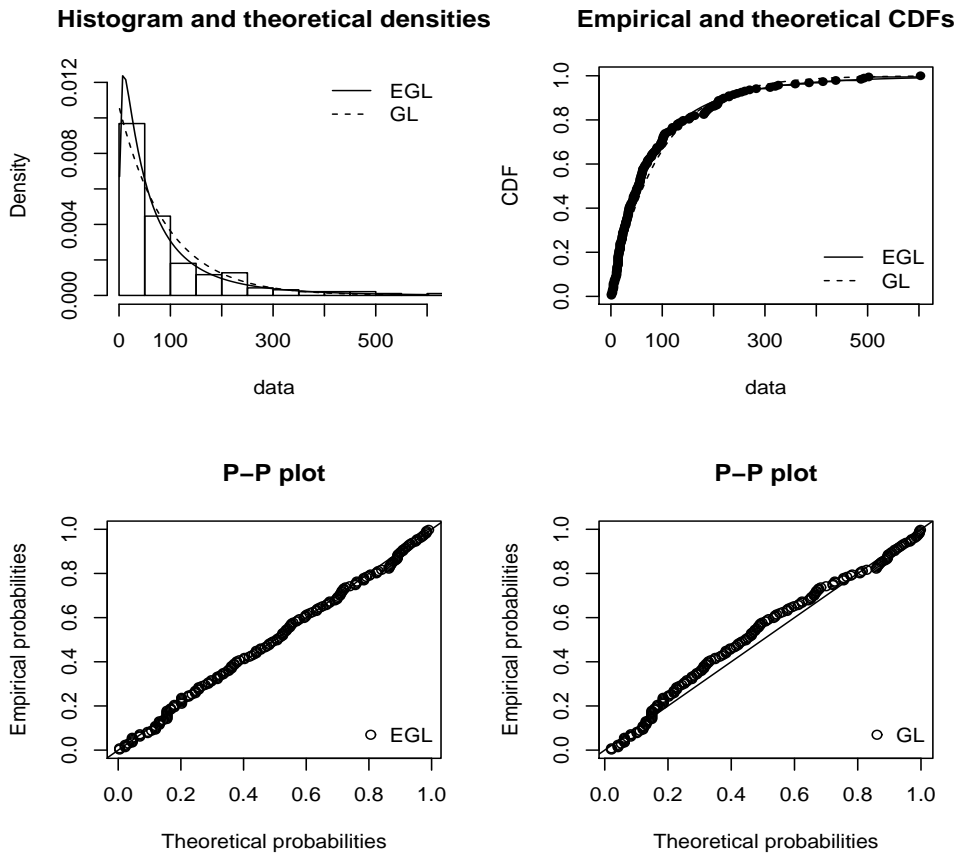 Histogram and theoretical densities
Density
0.000
0.004
0.008
0.012
EGL
GL
0
100
300
500
data
Empirical and theoretical CDFs
CDF
0.0
0.2
0.4
0.6
0.8
1.0
EGL
GL
0
100
300
500
data
P−P plot
Empirical probabilities
0.0
0.2
0.4
0.6
0.8
1.0
EGL
0.0
0.2
0.4
0.6
0.8
1.0
Theoretical probabilities
P−P plot
Empirical probabilities
0.0
0.2
0.4
0.6
0.8
1.0
GL
0.0
0.2
0.4
0.6
0.8
1.0
Theoretical probabilities